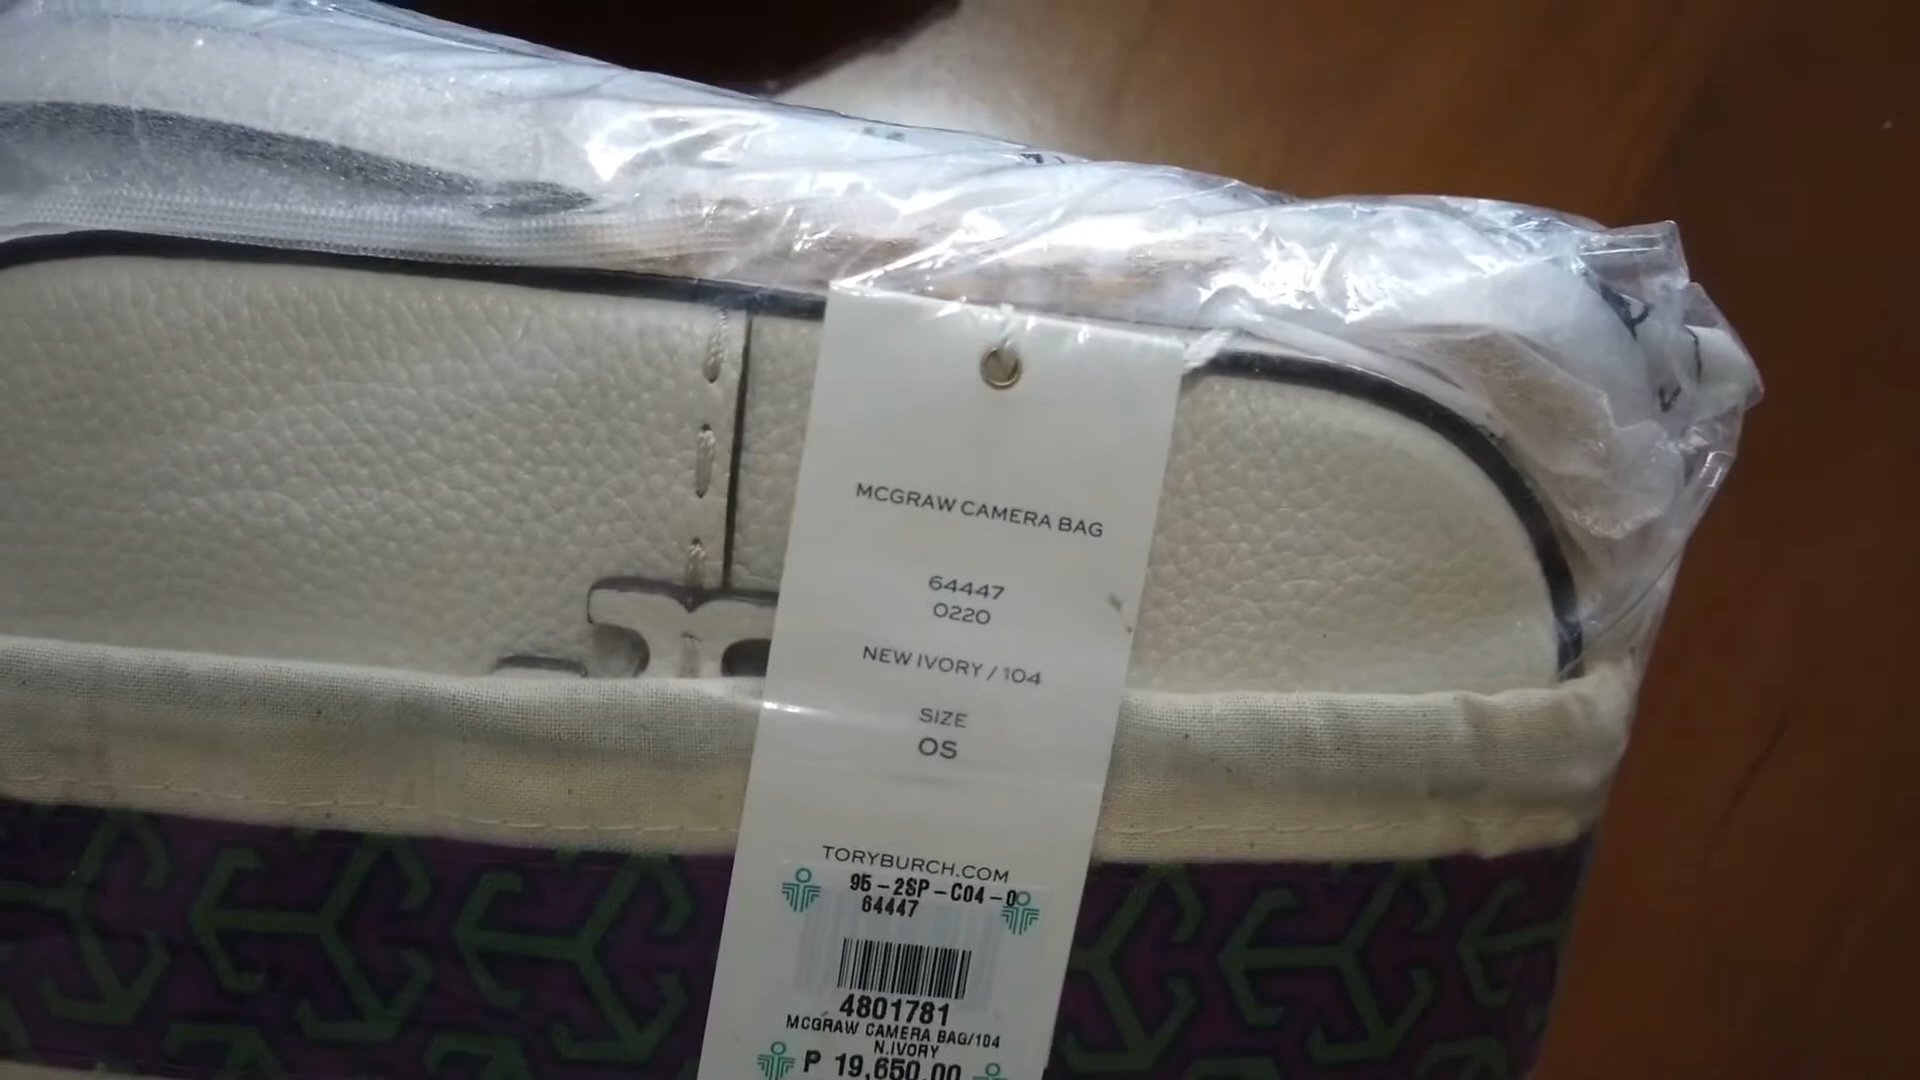 MCGRAW CAMERA BAG
64447
0220
NEW IVORY / 104
SIZE
OS
TORYBURCH.COM
95-2SP-C04-0
64447
4801781
MCGRAW CAMERA BAG/104
N.IVORY
P 19,650.00